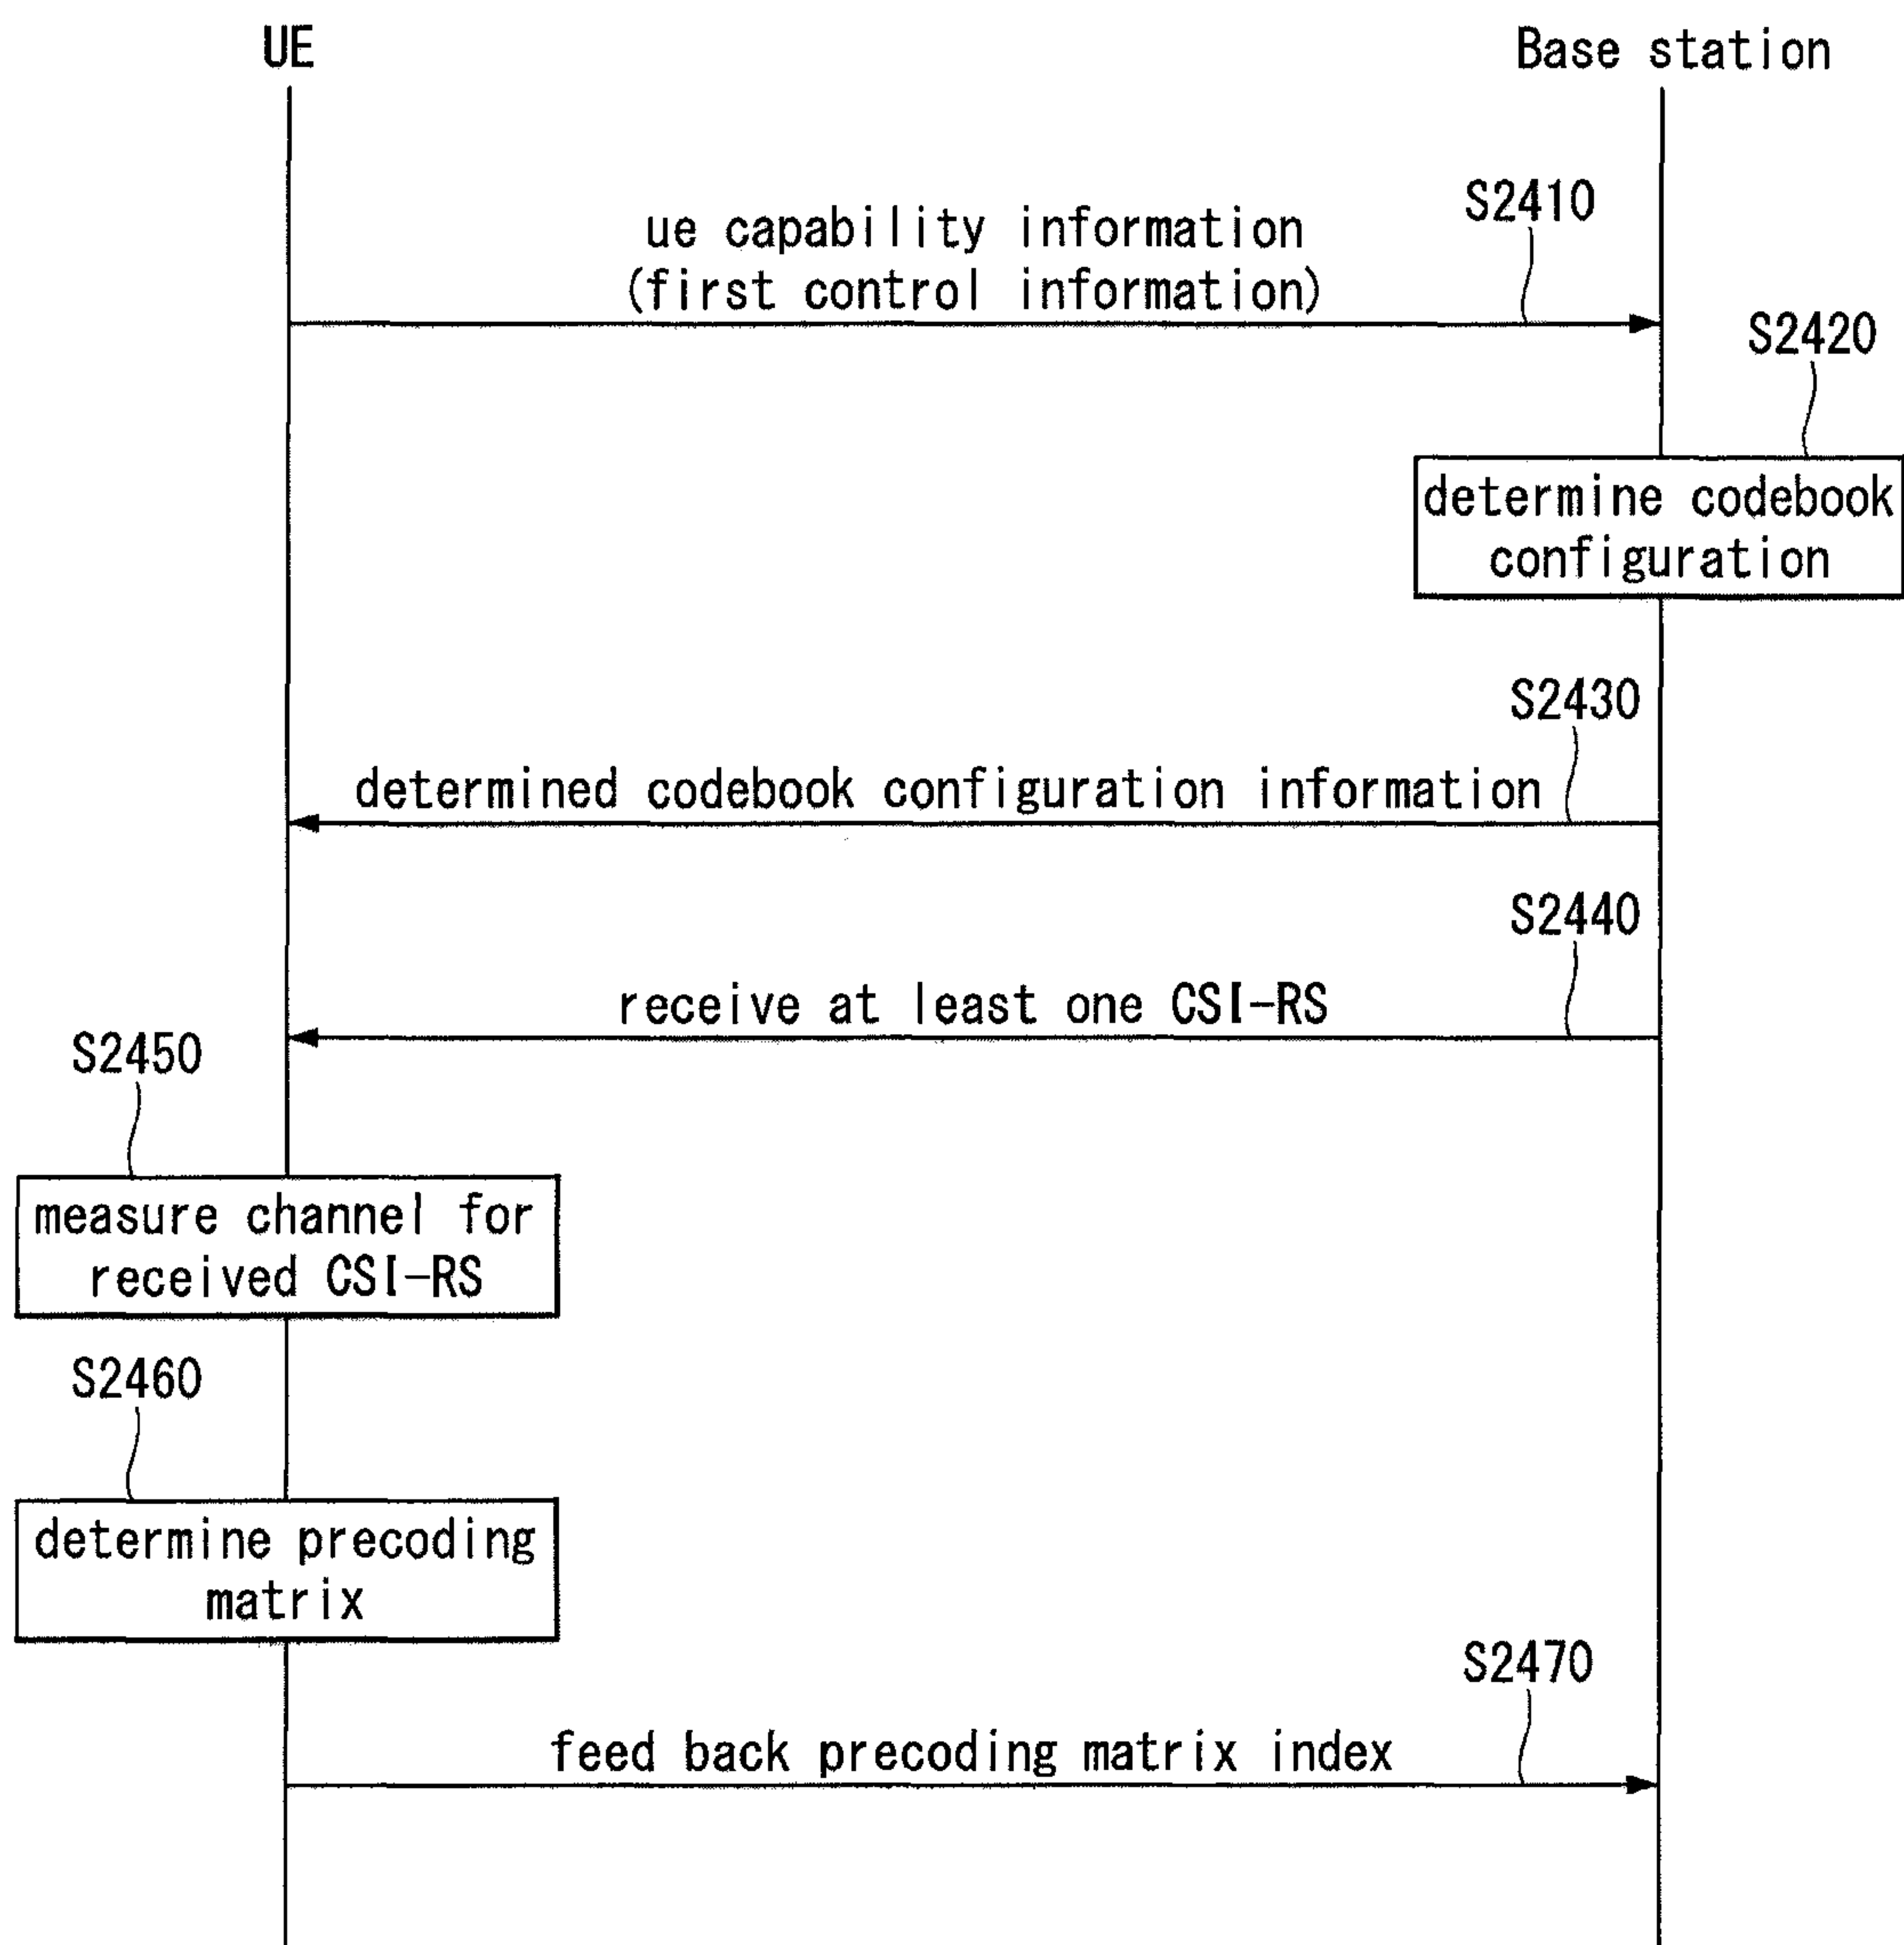 UE
Base station
S2410
ue capability information
(first control information)
S2420
determine codebook
configuration
S2430
determined codebook configuration information
S2440
receive at least one CSI-RS
S2450
measure channel for
received CSI-RS
S2460
determine precoding
matrix
S2470
feed back precoding matrix index